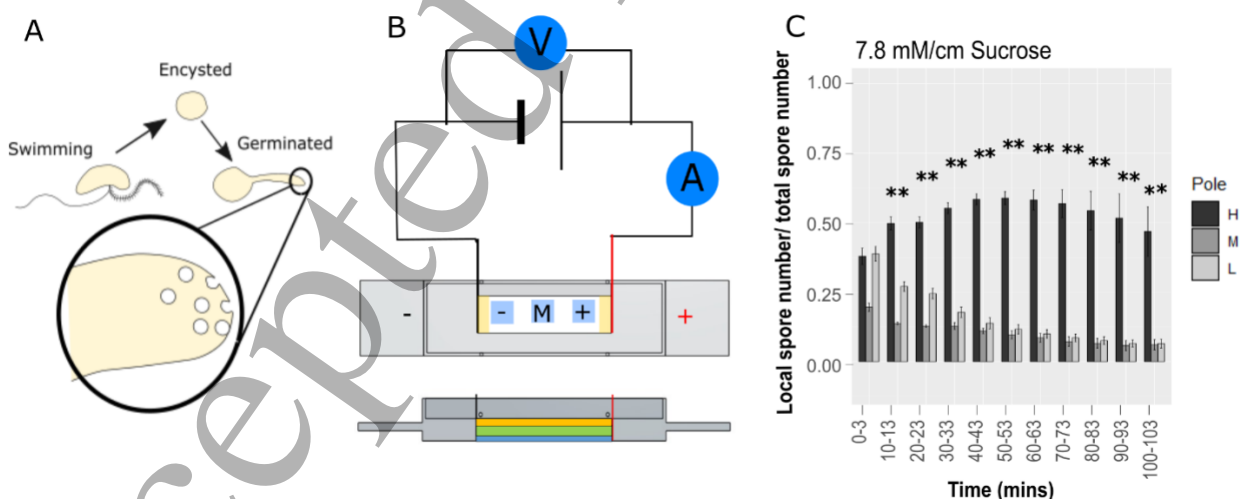 A
Encysted
Swimming
Germinated
B
V
A
-
- M +
+
C
7.8 mM/cm Sucrose
Local spore number/ total spore number
1.00
0.75
0.50
0.25
0.00
** ** ** ** ** ** ** ** ** **
0-3
10-13
20-23
30-33
40-43
50-53
60-63
70-73
80-83
90-93
100-103
Time (mins)
Pole
H
M
L
cepted